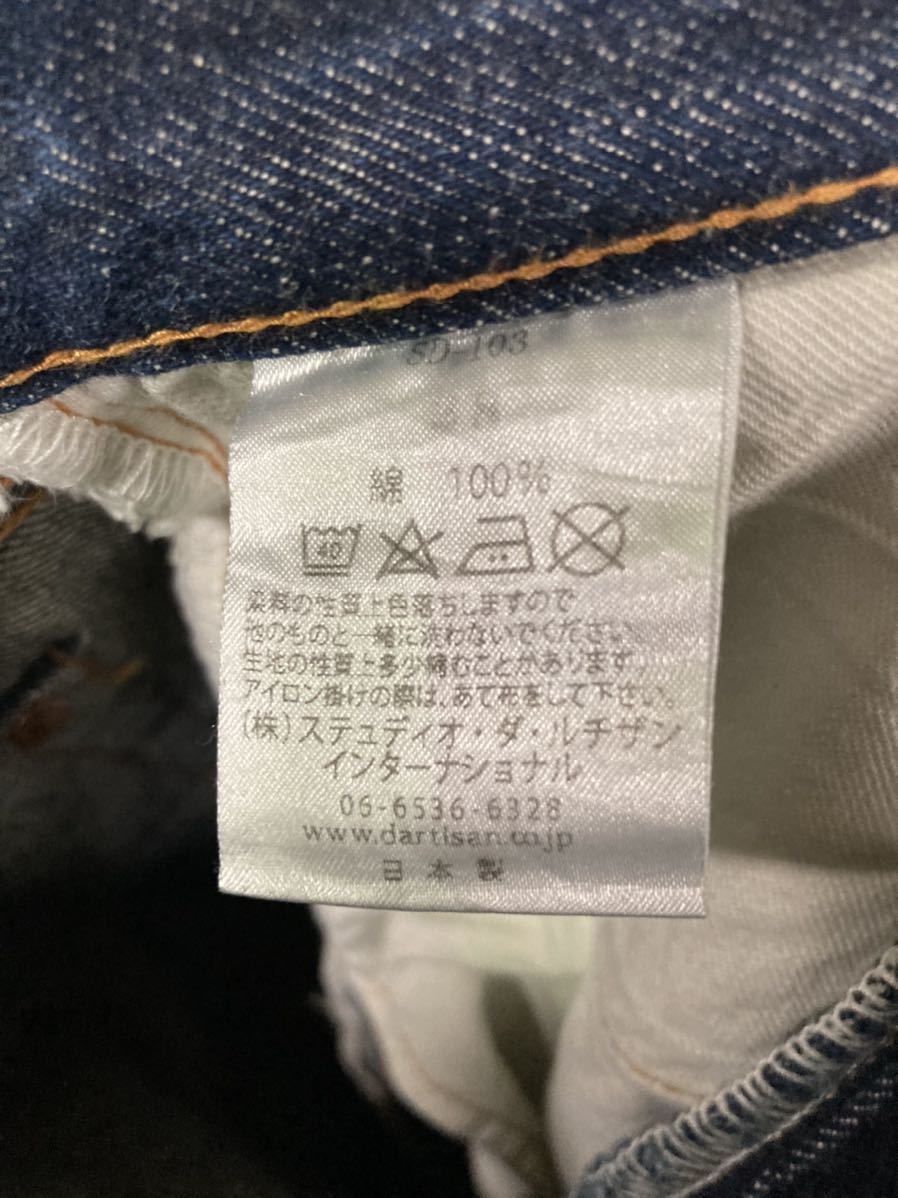 SD-103
綿 100%
40
染料の性質上色落ちしますので
他のものと一緒に洗わないでください。
生地の性質上多少縮むことがあります。
アイロン掛けの際は、あて布をして下さい。
(株)ステュディオ・ダ・ルチザン
インターナショナル
06-6536-6328
www.dartisan.co.jp
日本製